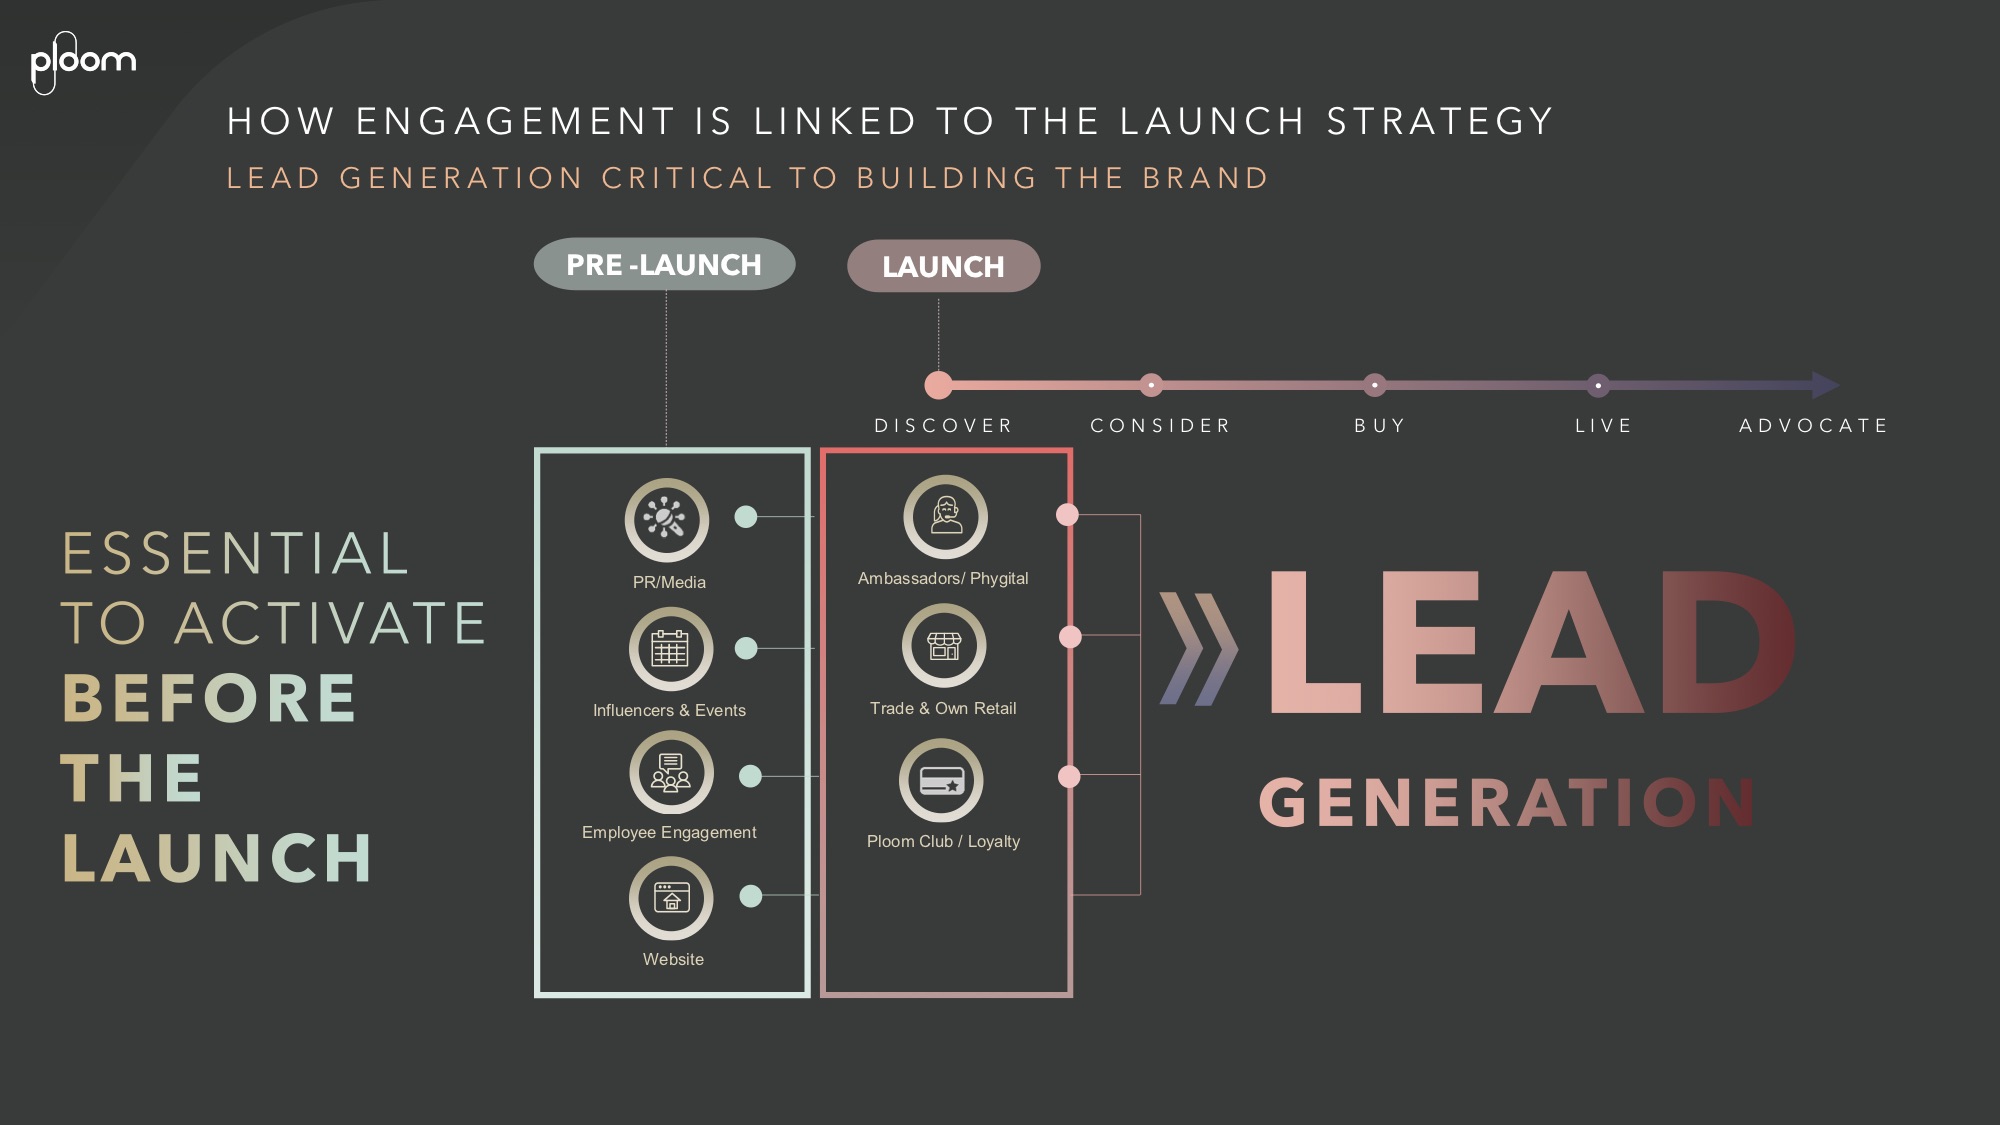 ploom
HOW ENGAGEMENT IS LINKED TO THE LAUNCH STRATEGY
LEAD GENERATION CRITICAL TO BUILDING THE BRAND
PRE -LAUNCH
LAUNCH
DISCOVER
CONSIDER
BUY
LIVE
ADVOCATE
ESSENTIAL
TO ACTIVATE
BEFORE
THE
LAUNCH
PR/Media
Influencers & Events
Employee Engagement
Website
Ambassadors/ Phygital
Trade & Own Retail
Ploom Club / Loyalty
LEAD
GENERATION